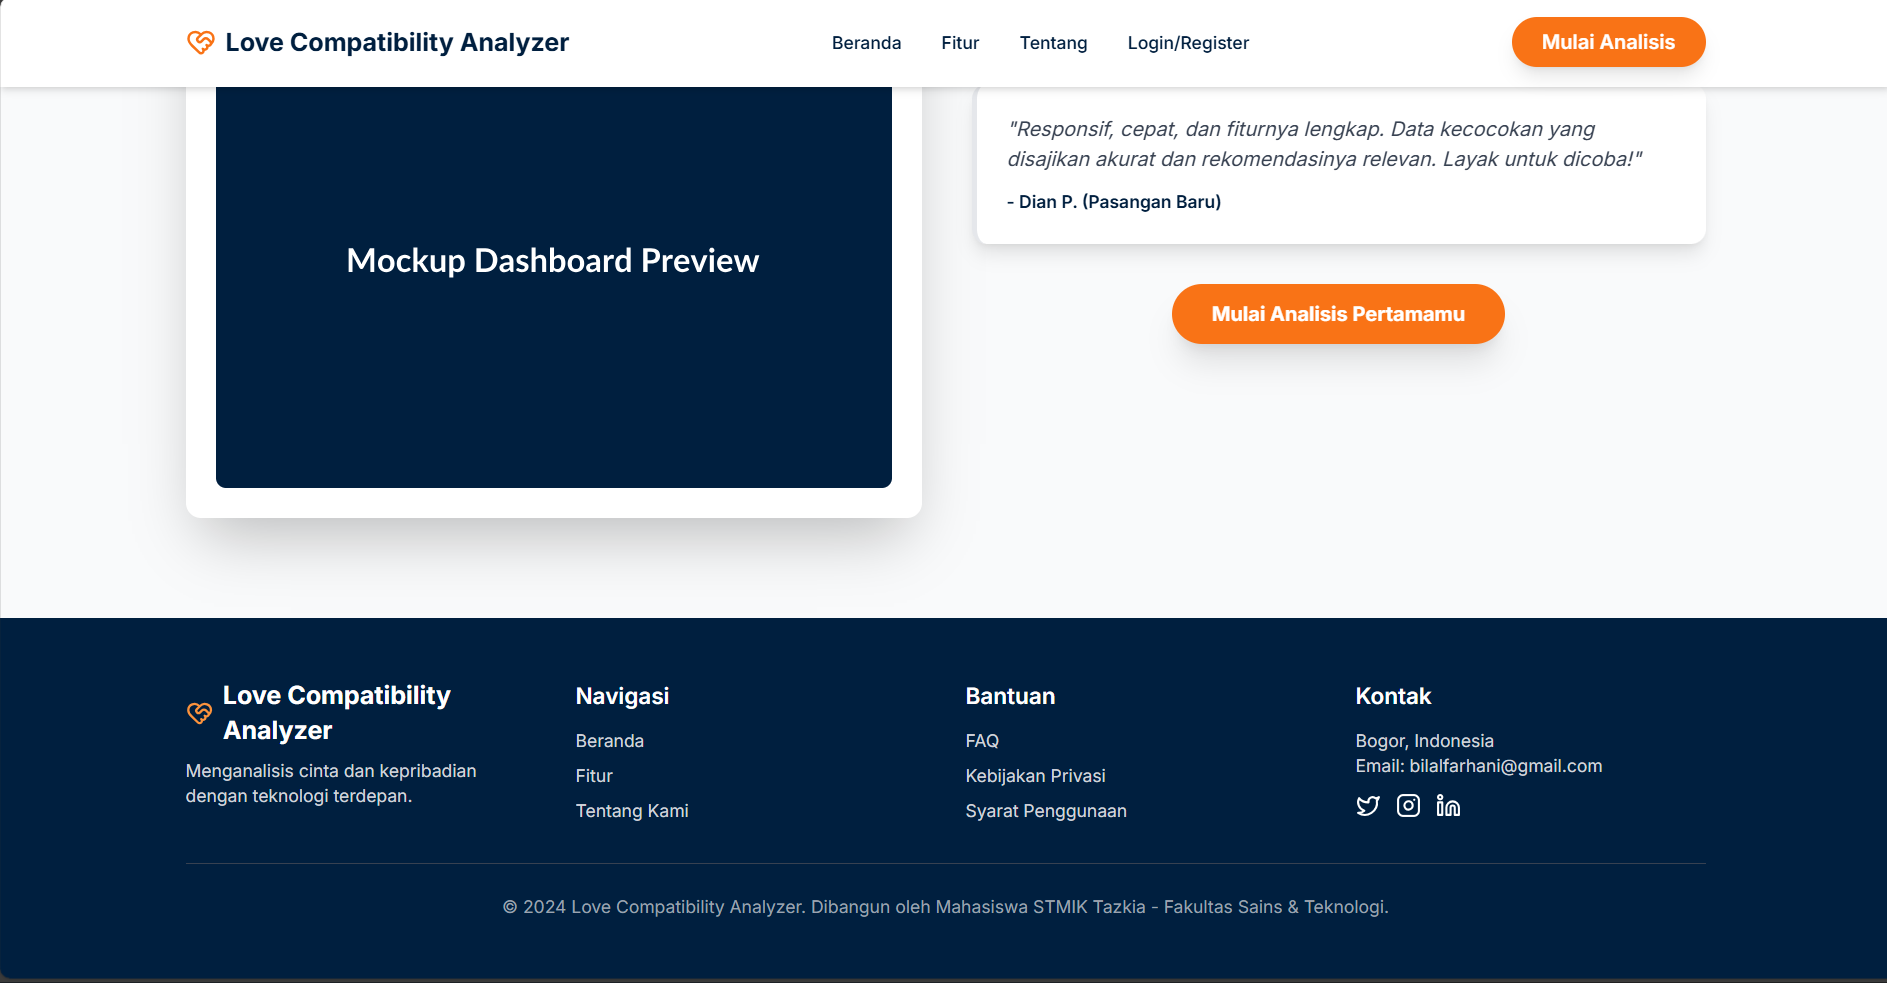 Love Compatibility Analyzer
Beranda
Fitur
Tentang
Login/Register
Mulai Analisis
Mockup Dashboard Preview
"Responsif, cepat, dan fiturnya lengkap. Data kecocokan yang
disajikan akurat dan rekomendasinya relevan. Layak untuk dicoba!"
- Dian P. (Pasangan Baru)
Mulai Analisis Pertamamu
Love Compatibility
Analyzer
Menganalisis cinta dan kepribadian
dengan teknologi terdepan.
Navigasi
Beranda
Fitur
Tentang Kami
Bantuan
FAQ
Kebijakan Privasi
Syarat Penggunaan
Kontak
Bogor, Indonesia
Email: bilalfarhani@gmail.com
© 2024 Love Compatibility Analyzer. Dibangun oleh Mahasiswa STMIK Tazkia - Fakultas Sains & Teknologi.